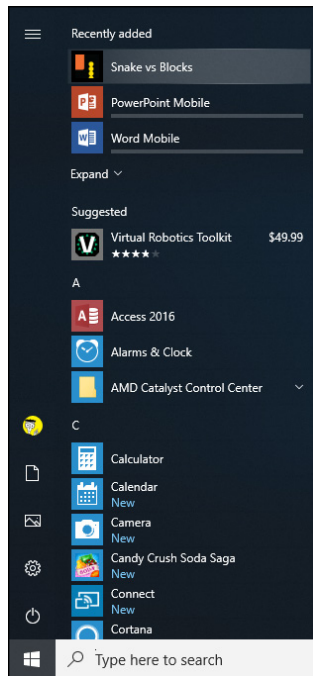 Recently added
Snake vs Blocks
PowerPoint Mobile
Word Mobile
Expand
Suggested
Virtual Robotics Toolkit $49.99
A
Access 2016
Alarms & Clock
AMD Catalyst Control Center
C
Calculator
Calendar
New
Camera
New
Candy Crush Soda Saga
New
Connect
New
Cortana
Type here to search